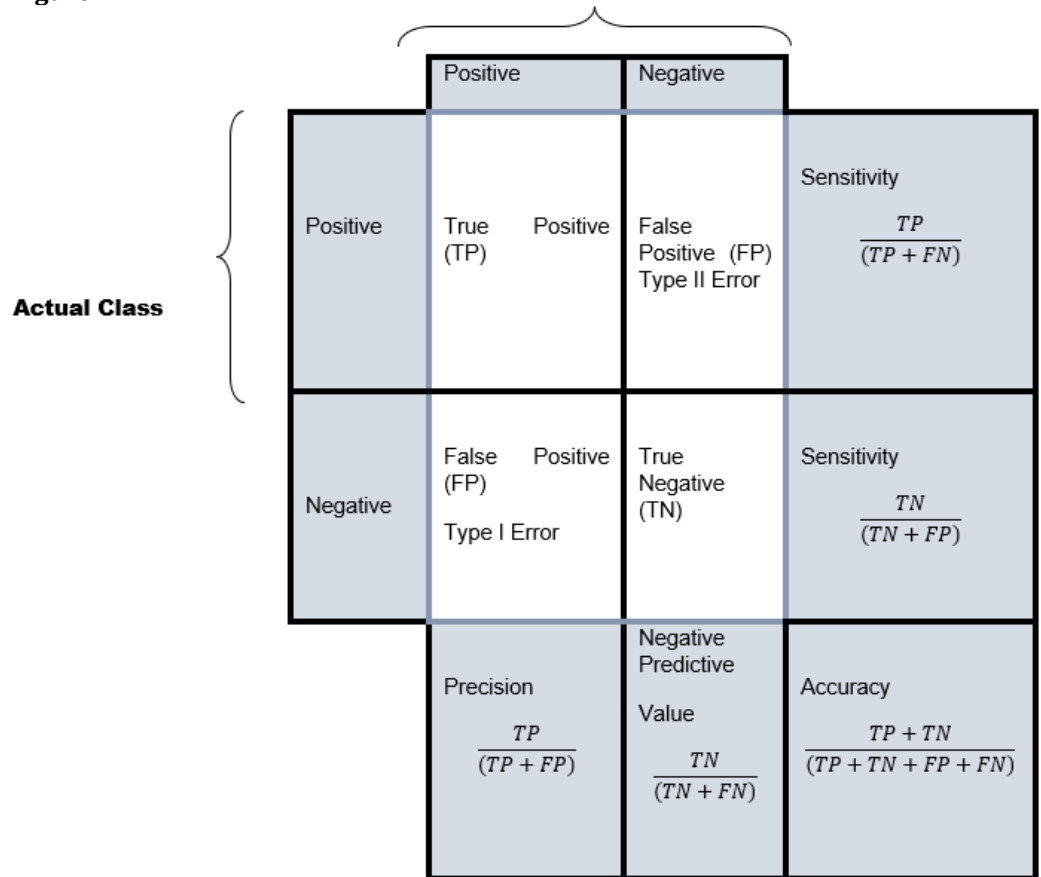 Positive
Negative
Positive
True Positive
(TP)
False
Positive (FP)
Type II Error
Sensitivity
TP
(TP + FN)
Actual Class
Negative
False Positive
(FP)
Type I Error
True
Negative
(TN)
Sensitivity
TN
(TN + FP)
Precision
TP
(TP + FP)
Negative
Predictive
Value
TN
(TN + FN)
Accuracy
TP + TN
(TP + TN + FP + FN)